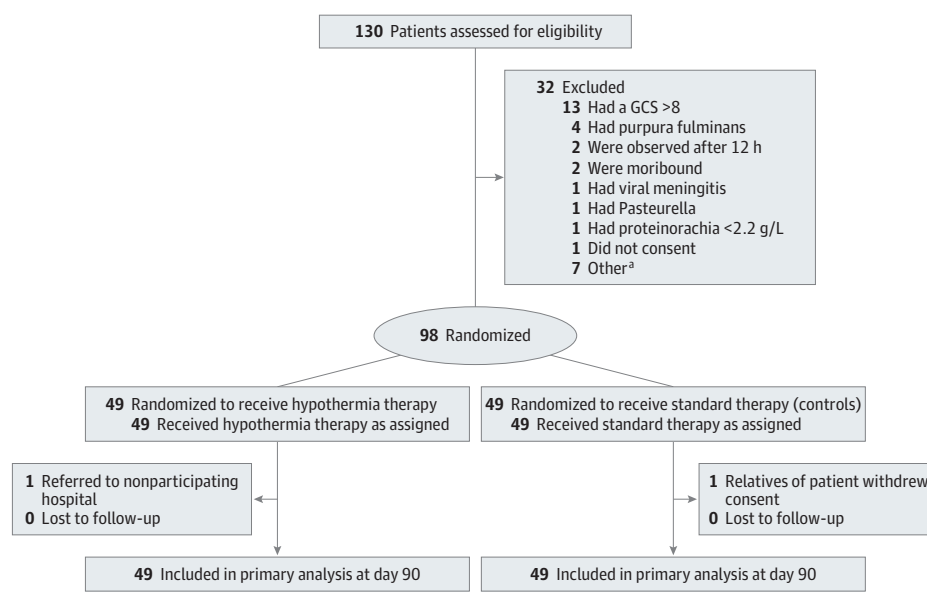 130 Patients assessed for eligibility
32 Excluded
13 Had a GCS >8
4 Had purpura fulminans
2 Were observed after 12 h
2 Were moribound
1 Had viral meningitis
1 Had Pasteurella
1 Had proteinorachia <2.2 g/L
1 Did not consent
7 Other a
98 Randomized
49 Randomized to receive hypothermia therapy
49 Received hypothermia therapy as assigned
49 Randomized to receive standard therapy (controls)
49 Received standard therapy as assigned
1 Referred to nonparticipating
hospital
0 Lost to follow-up
1 Relatives of patient withdrew
consent
0 Lost to follow-up
49 Included in primary analysis at day 90
49 Included in primary analysis at day 90